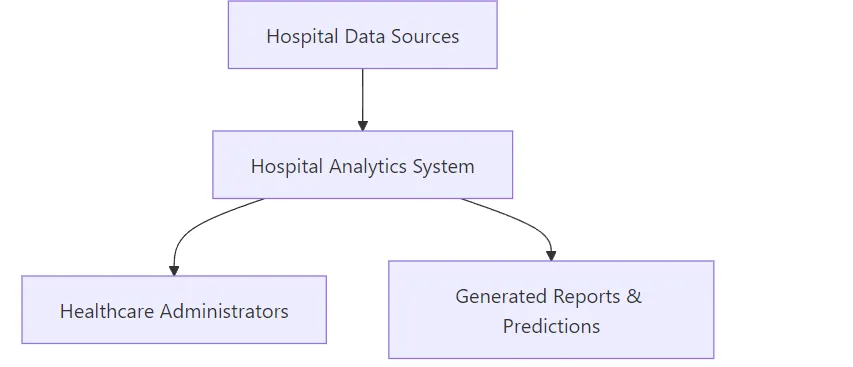 Hospital Data Sources
Hospital Analytics System
Healthcare Administrators
Generated Reports &
Predictions